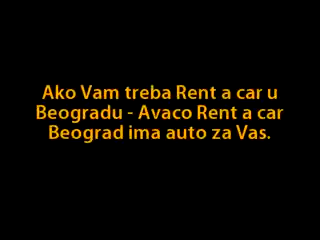 Ako Vam treba Rent a car u
Beogradu - Avaco Rent a car
Beograd ima auto za Vas.